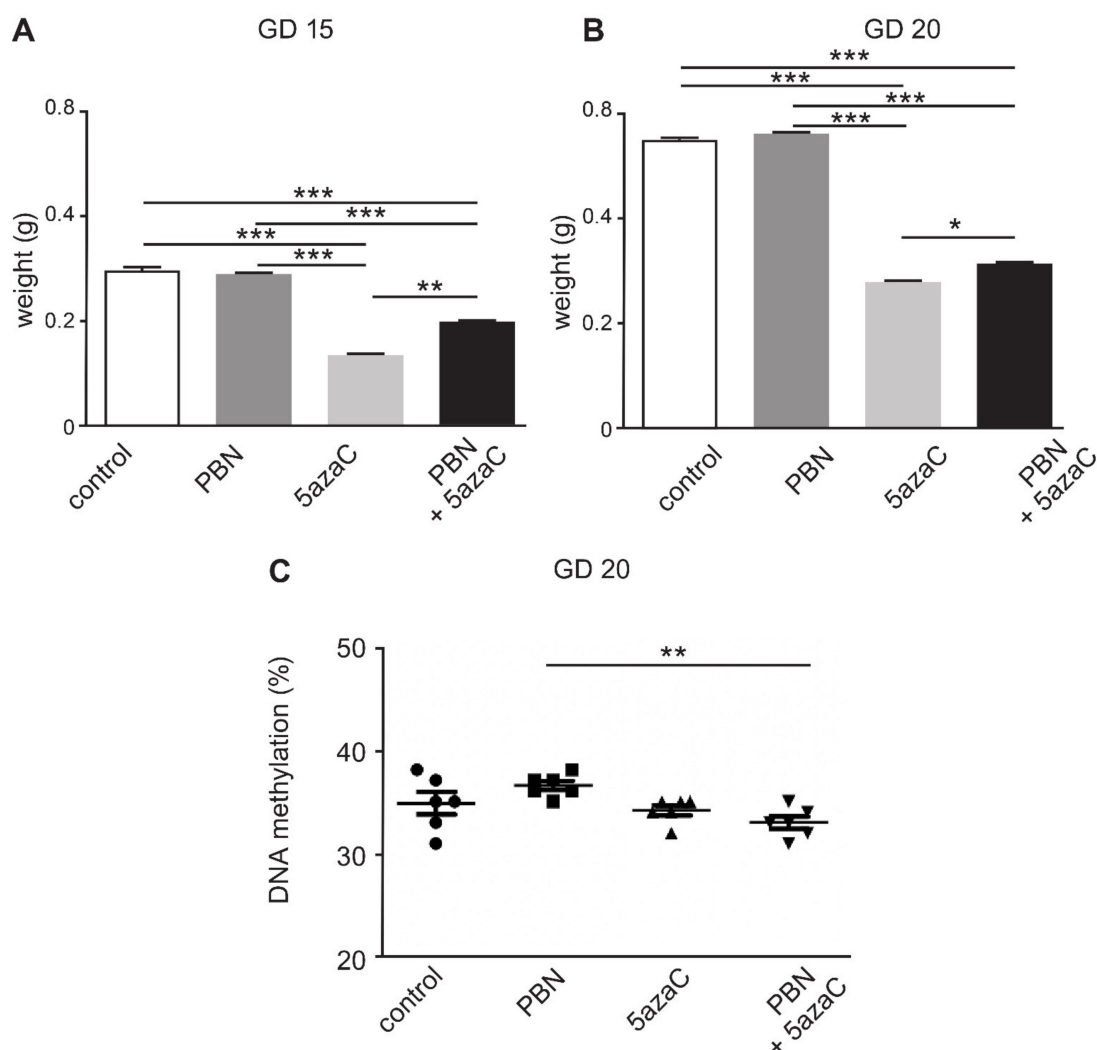 A
GD 15
weight (g)
0.8
0.4
0.2
0
***
***
***
***
**
control
PBN
5azaC
PBN
+ 5azaC
B
GD 20
weight (g)
0.8
0.4
0.2
0
***
***
***
***
*
control
PBN
5azaC
PBN
+ 5azaC
C
GD 20
DNA methylation (%)
50
40
30
20
**
control
PBN
5azaC
PBN
+ 5azaC